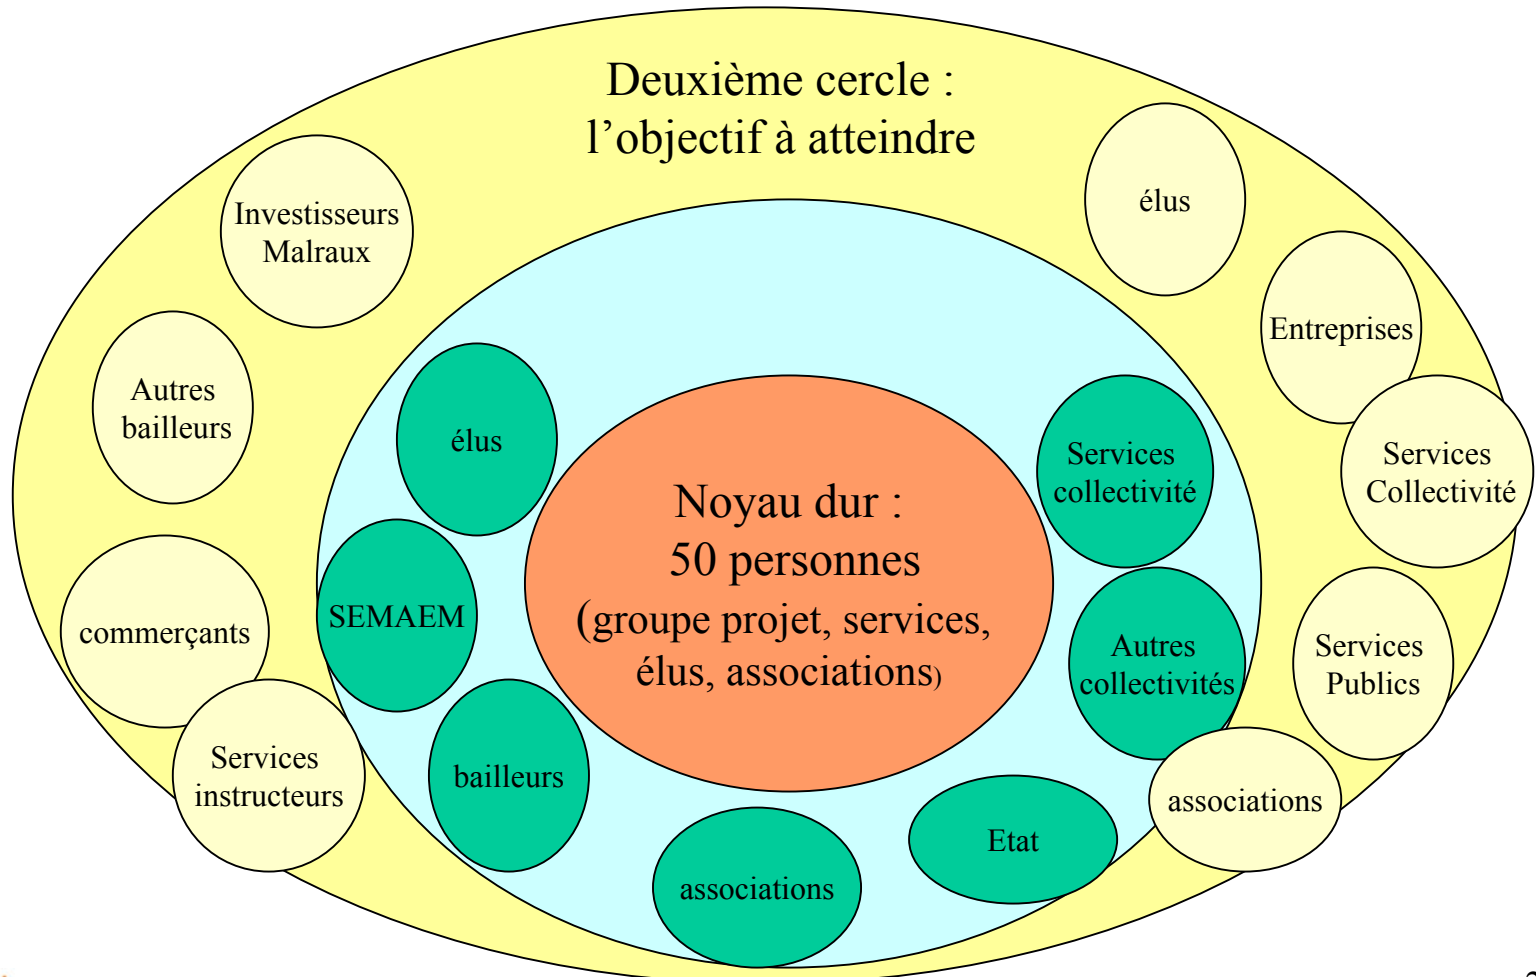 Deuxième cercle :
l’objectif à atteindre
Investisseurs
Malraux
élus
Entreprises
Autres
bailleurs
élus
Services
collectivité
Services
Collectivité
Noyau dur :
50 personnes
(groupe projet, services,
élus, associations)
SEMAEM
commerçants
Autres
collectivités
Services
Publics
Services
instructeurs
bailleurs
associations
Etat
associations